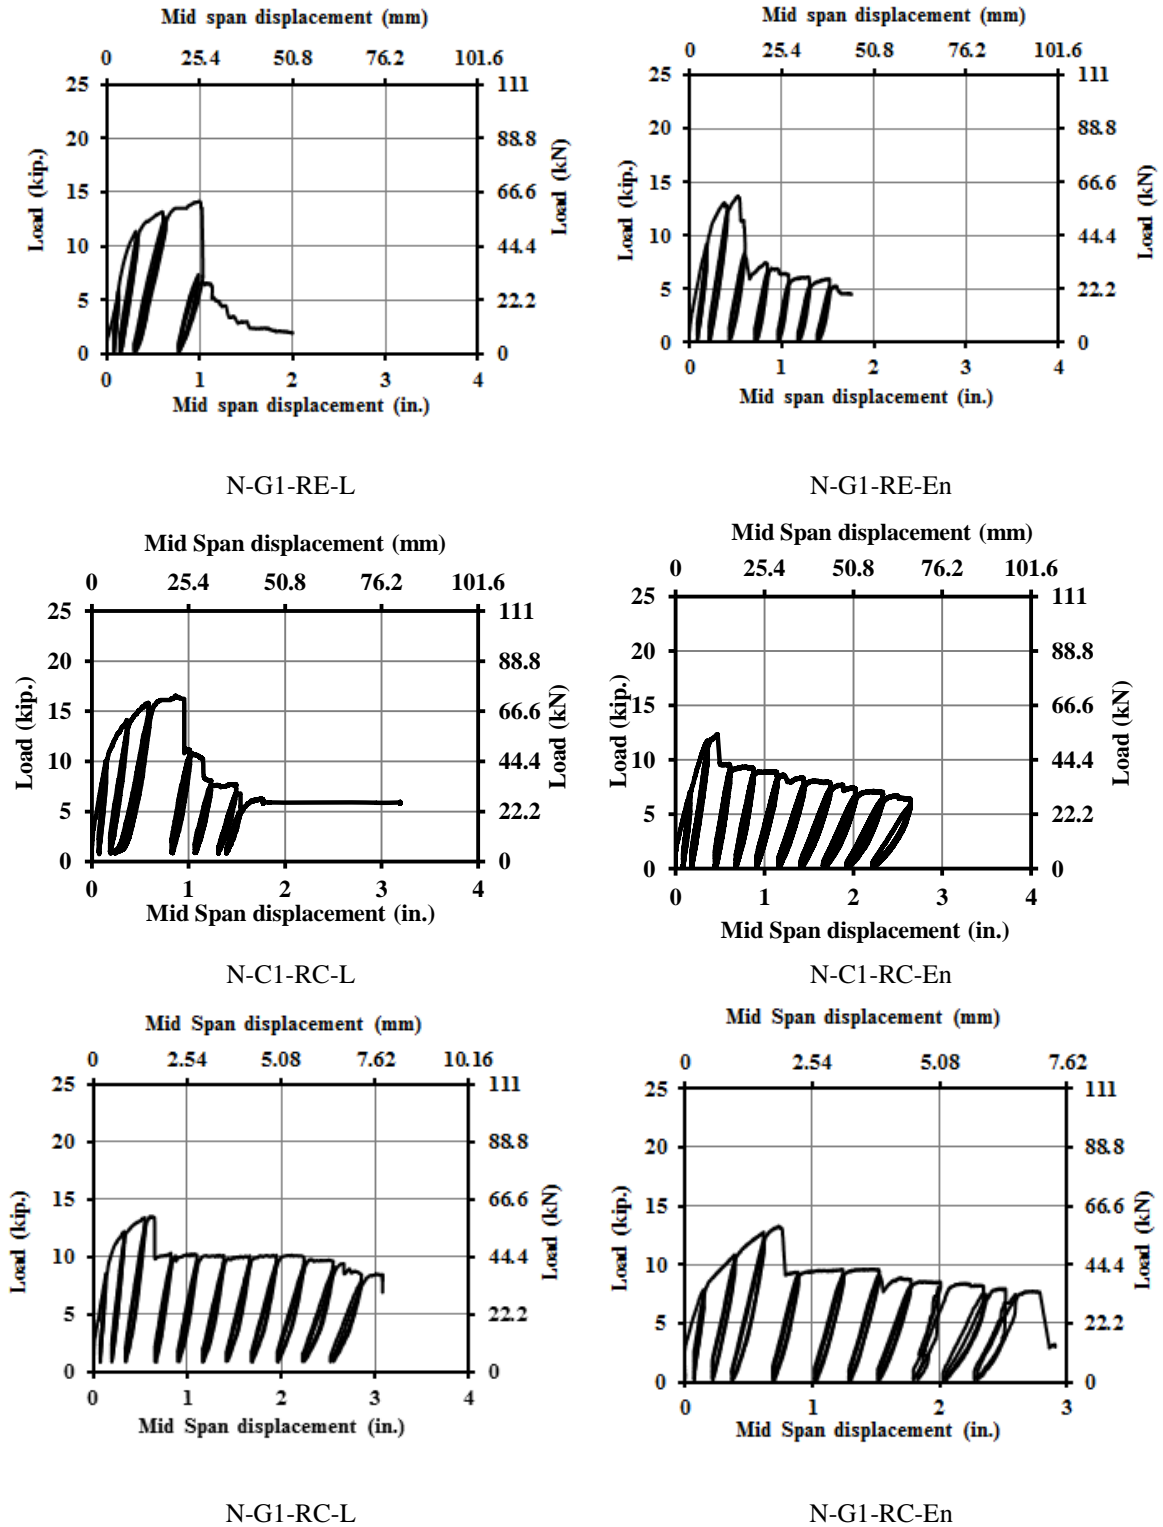 Mid span displacement (mm)
0 25.4 50.8 76.2 101.6
25 111
20 88.8
15 66.6
10 44.4
5 22.2
0 0
Load (kip.)
Load (kN)
0 1 2 3 4
Mid span displacement (in.)
N-G1-RE-L
Mid span displacement (mm)
0 25.4 50.8 76.2 101.6
25 111
20 88.8
15 66.6
10 44.4
5 22.2
0 0
Load (kip.)
Load (kN)
0 1 2 3 4
Mid span displacement (in.)
N-G1-RE-En
Mid Span displacement (mm)
0 25.4 50.8 76.2 101.6
25 111
20 88.8
15 66.6
10 44.4
5 22.2
0 0
Load (kip.)
Load (kN)
0 1 2 3 4
Mid Span displacement (in.)
N-C1-RC-L
Mid Span displacement (mm)
0 25.4 50.8 76.2 101.6
25 111
20 88.8
15 66.6
10 44.4
5 22.2
0 0
Load (kip.)
Load (kN)
0 1 2 3 4
Mid Span displacement (in.)
N-C1-RC-En
Mid Span displacement (mm)
0 2.54 5.08 7.62 10.16
25 111
20 88.8
15 66.6
10 44.4
5 22.2
0 0
Load (kip.)
Load (kN)
0 1 2 3 4
Mid Span displacement (in.)
N-G1-RC-L
Mid Span displacement (mm)
0 2.54 5.08 7.62
25 111
20 88.8
15 66.6
10 44.4
5 22.2
0 0
Load (kip.)
Load (kN)
0 1 2 3
Mid Span displacement (in.)
N-G1-RC-En